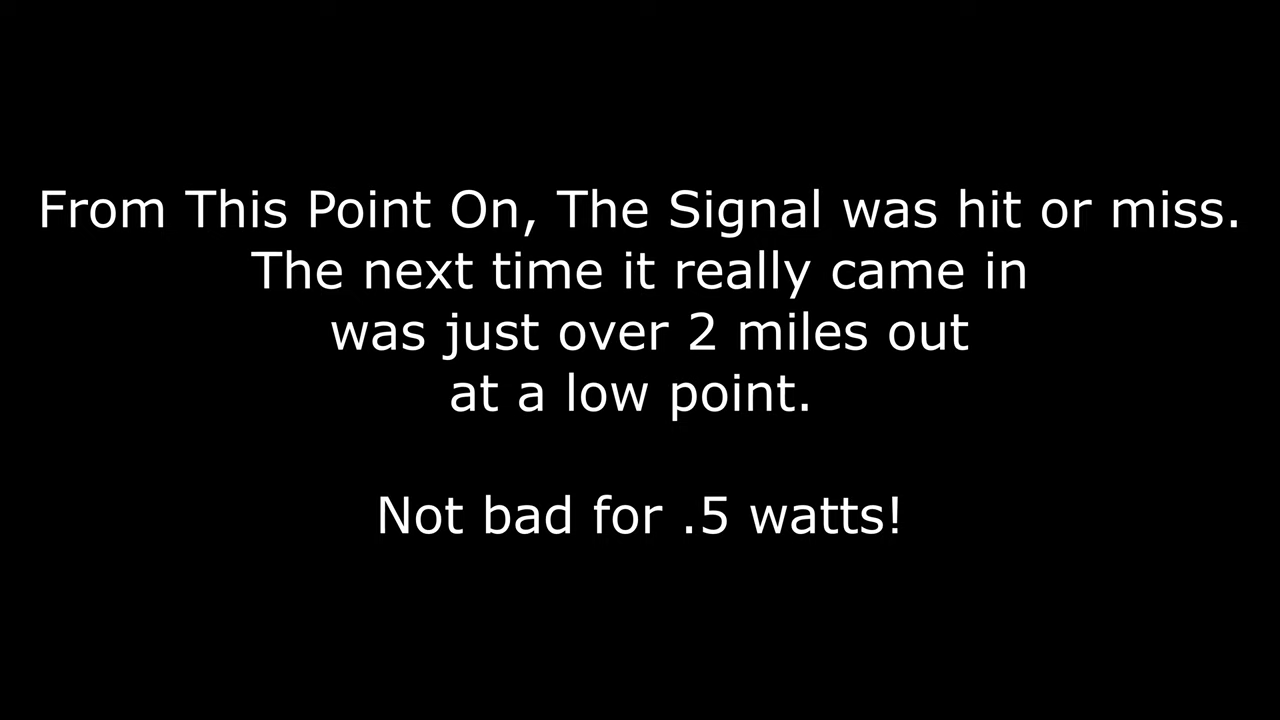 From This Point On, The Signal was hit or miss.
The next time it really came in
was just over 2 miles out
at a low point.
Not bad for .5 watts!